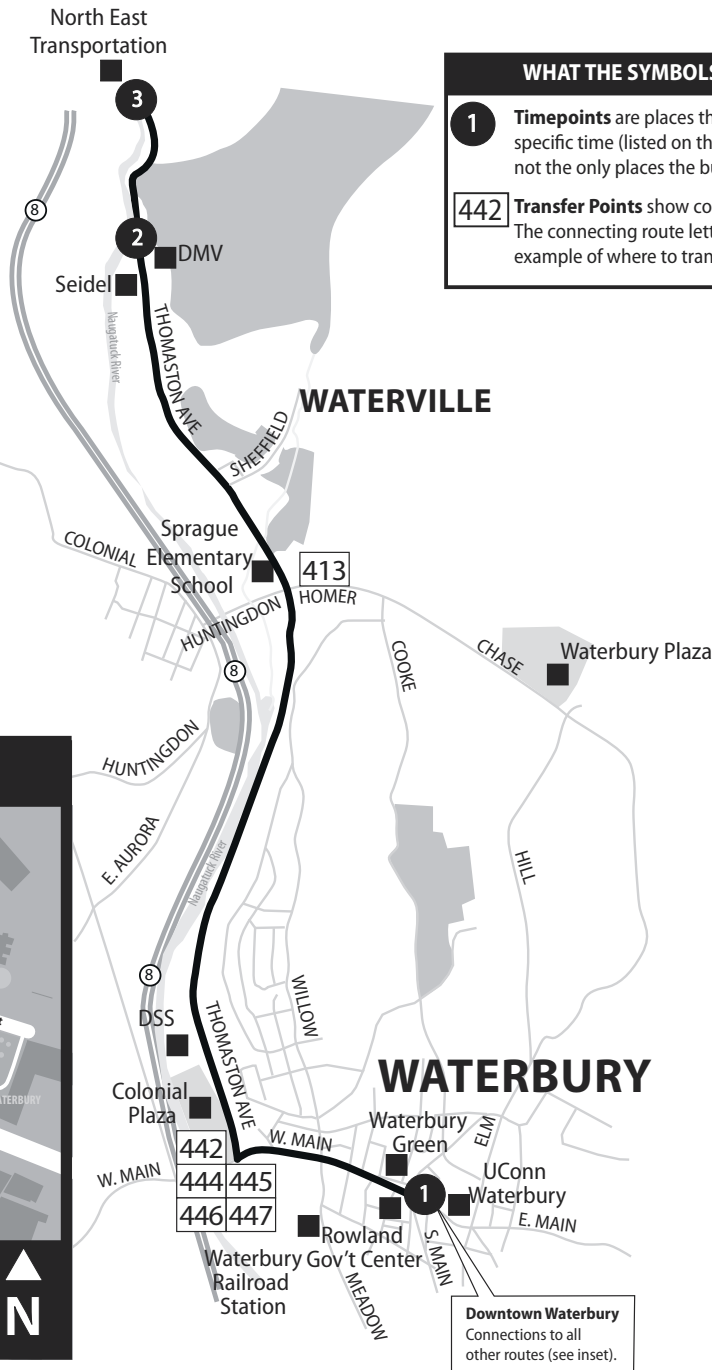 North East
Transportation
3
WHAT THE SYMBOLS
1
Timepoints are places th
specific time (listed on th
not the only places the bu
442
Transfer Points show co
The connecting route lett
example of where to tran
8
2
DMV
Seidel
Naugatuck River
THOMASTON AVE
WATERVILLE
SHEFFIELD
Sprague
Elementary
School
COLONIAL
413
HOMER
HUNTINGDON
CHASE
Waterbury Plaza
COOKE
8
HUNTINGDON
E. AURORA
Naugatuck River
HILL
8
WILLOW
DSS
THOMASTON AVE
WATERBURY
Colonial
Plaza
Waterbury
Green
ELM
W. MAIN
442
444 445
446 447
W. MAIN
UConn
Waterbury
1
E. MAIN
Rowland
Gov't Center
S. MAIN
Waterbury
Railroad
Station
MEADOW
Downtown Waterbury
Connections to all
other routes (see inset).
ATERBURY
N